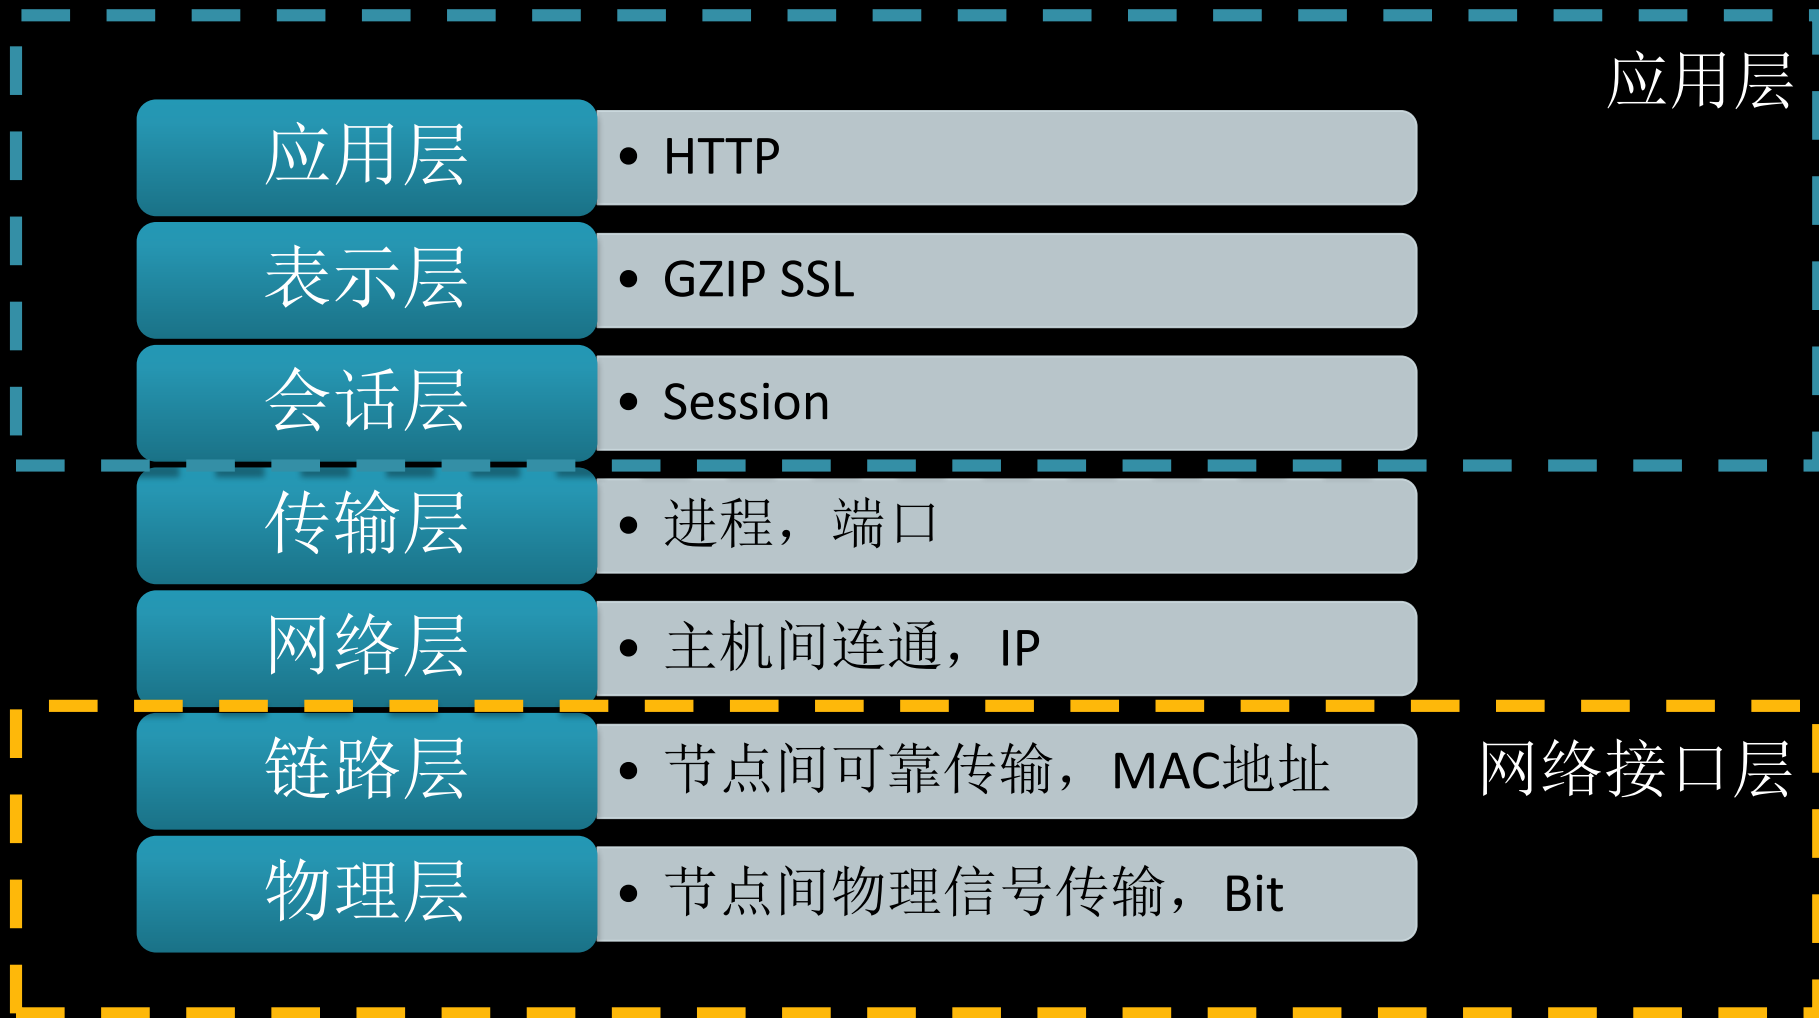 应用层
应用层
• HTTP
表示层
• GZIP SSL
会话层
• Session
传输层
• 进程，端口
网络层
• 主机间连通，IP
链路层
• 节点间可靠传输，MAC地址
网络接口层
物理层
• 节点间物理信号传输，Bit